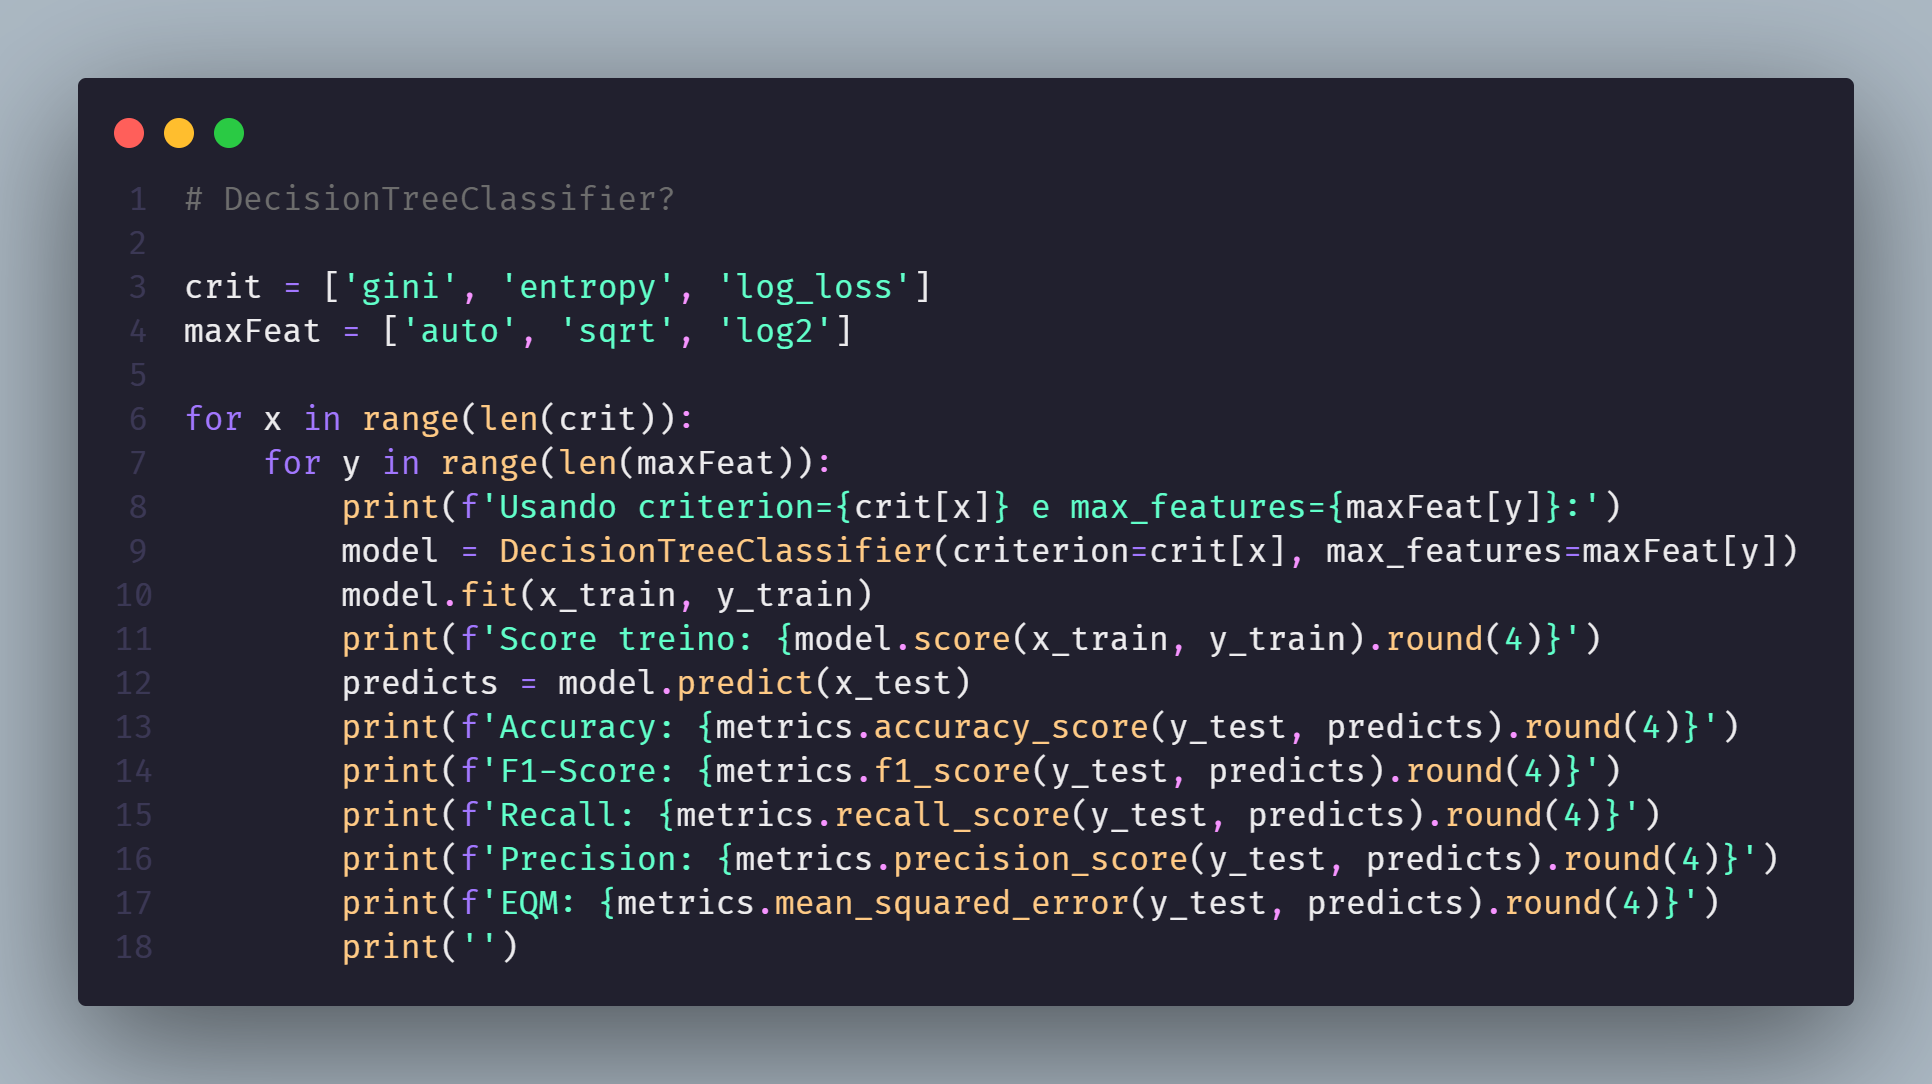 1 # DecisionTreeClassifier?
2
3 crit = ['gini', 'entropy', 'log_loss']
4 maxFeat = ['auto', 'sqrt', 'log2']
5
6 for x in range(len(crit)):
7     for y in range(len(maxFeat)):
8         print(f'Usando criterion={crit[x]} e max_features={maxFeat[y]}:')
9         model = DecisionTreeClassifier(criterion=crit[x], max_features=maxFeat[y])
10         model.fit(x_train, y_train)
11         print(f'Score treino: {model.score(x_train, y_train).round(4)}')
12         predicts = model.predict(x_test)
13         print(f'Accuracy: {metrics.accuracy_score(y_test, predicts).round(4)}')
14         print(f'F1-Score: {metrics.f1_score(y_test, predicts).round(4)}')
15         print(f'Recall: {metrics.recall_score(y_test, predicts).round(4)}')
16         print(f'Precision: {metrics.precision_score(y_test, predicts).round(4)}')
17         print(f'EQM: {metrics.mean_squared_error(y_test, predicts).round(4)}')
18         print('')